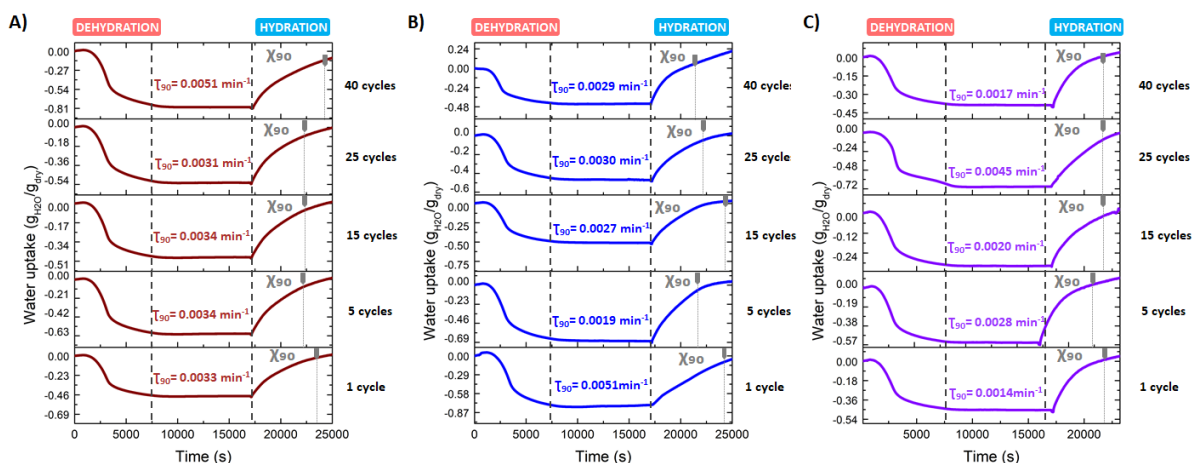 A)
DEHYDRATION
HYDRATION
Water uptake (gH2O/gdry)
0.00
-0.27
-0.54
-0.81
τ90= 0.0051 min-1
χ90
40 cycles
0.00
-0.18
-0.36
-0.54
τ90= 0.0031 min-1
χ90
25 cycles
0.00
-0.17
-0.34
-0.51
τ90= 0.0034 min-1
χ90
15 cycles
0.00
-0.21
-0.42
-0.63
τ90= 0.0034 min-1
χ90
5 cycles
0.00
-0.23
-0.46
-0.69
τ90= 0.0033 min-1
χ90
1 cycle
0 5000 10000 15000 20000 25000
Time (s)
B)
DEHYDRATION
HYDRATION
Water uptake (gH2O/gdry)
0.24
0.00
-0.24
-0.48
τ90= 0.0029 min-1
χ90
40 cycles
0.0
-0.2
-0.4
-0.6
τ90= 0.0030 min-1
χ90
25 cycles
0.00
-0.25
-0.50
-0.75
τ90= 0.0027 min-1
χ90
15 cycles
0.00
-0.23
-0.46
-0.69
τ90= 0.0019 min-1
χ90
5 cycles
0.00
-0.29
-0.58
-0.87
τ90= 0.0051min-1
χ90
1 cycle
0 5000 10000 15000 20000 25000
Time (s)
C)
DEHYDRATION
HYDRATION
Water uptake (gH2O/gdry)
0.00
-0.15
-0.30
-0.45
τ90= 0.0017 min-1
χ90
40 cycles
0.00
-0.24
-0.48
-0.72
τ90= 0.0045 min-1
χ90
25 cycles
0.00
-0.12
-0.24
-0.36
τ90= 0.0020 min-1
χ90
15 cycles
0.00
-0.19
-0.38
-0.57
τ90= 0.0028 min-1
χ90
5 cycles
0.00
-0.18
-0.36
-0.54
τ90= 0.0014min-1
χ90
1 cycle
5000 10000 15000 20000
Time (s)